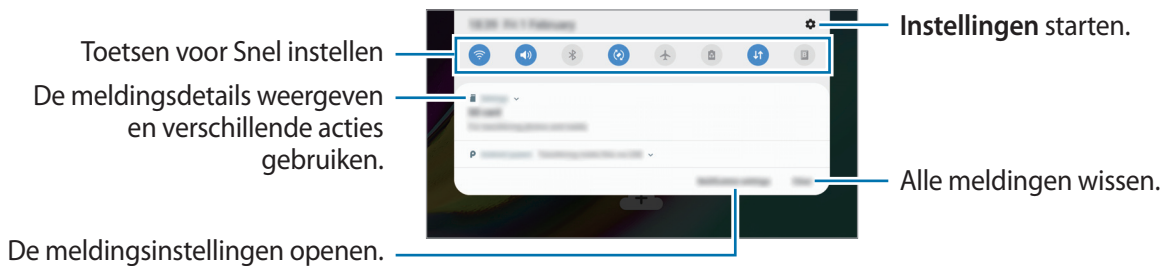 Instellingen starten.
Toetsen voor Snel instellen
De meldingsdetails weergeven
en verschillende acties
gebruiken.
Alle meldingen wissen.
De meldingsinstellingen openen.